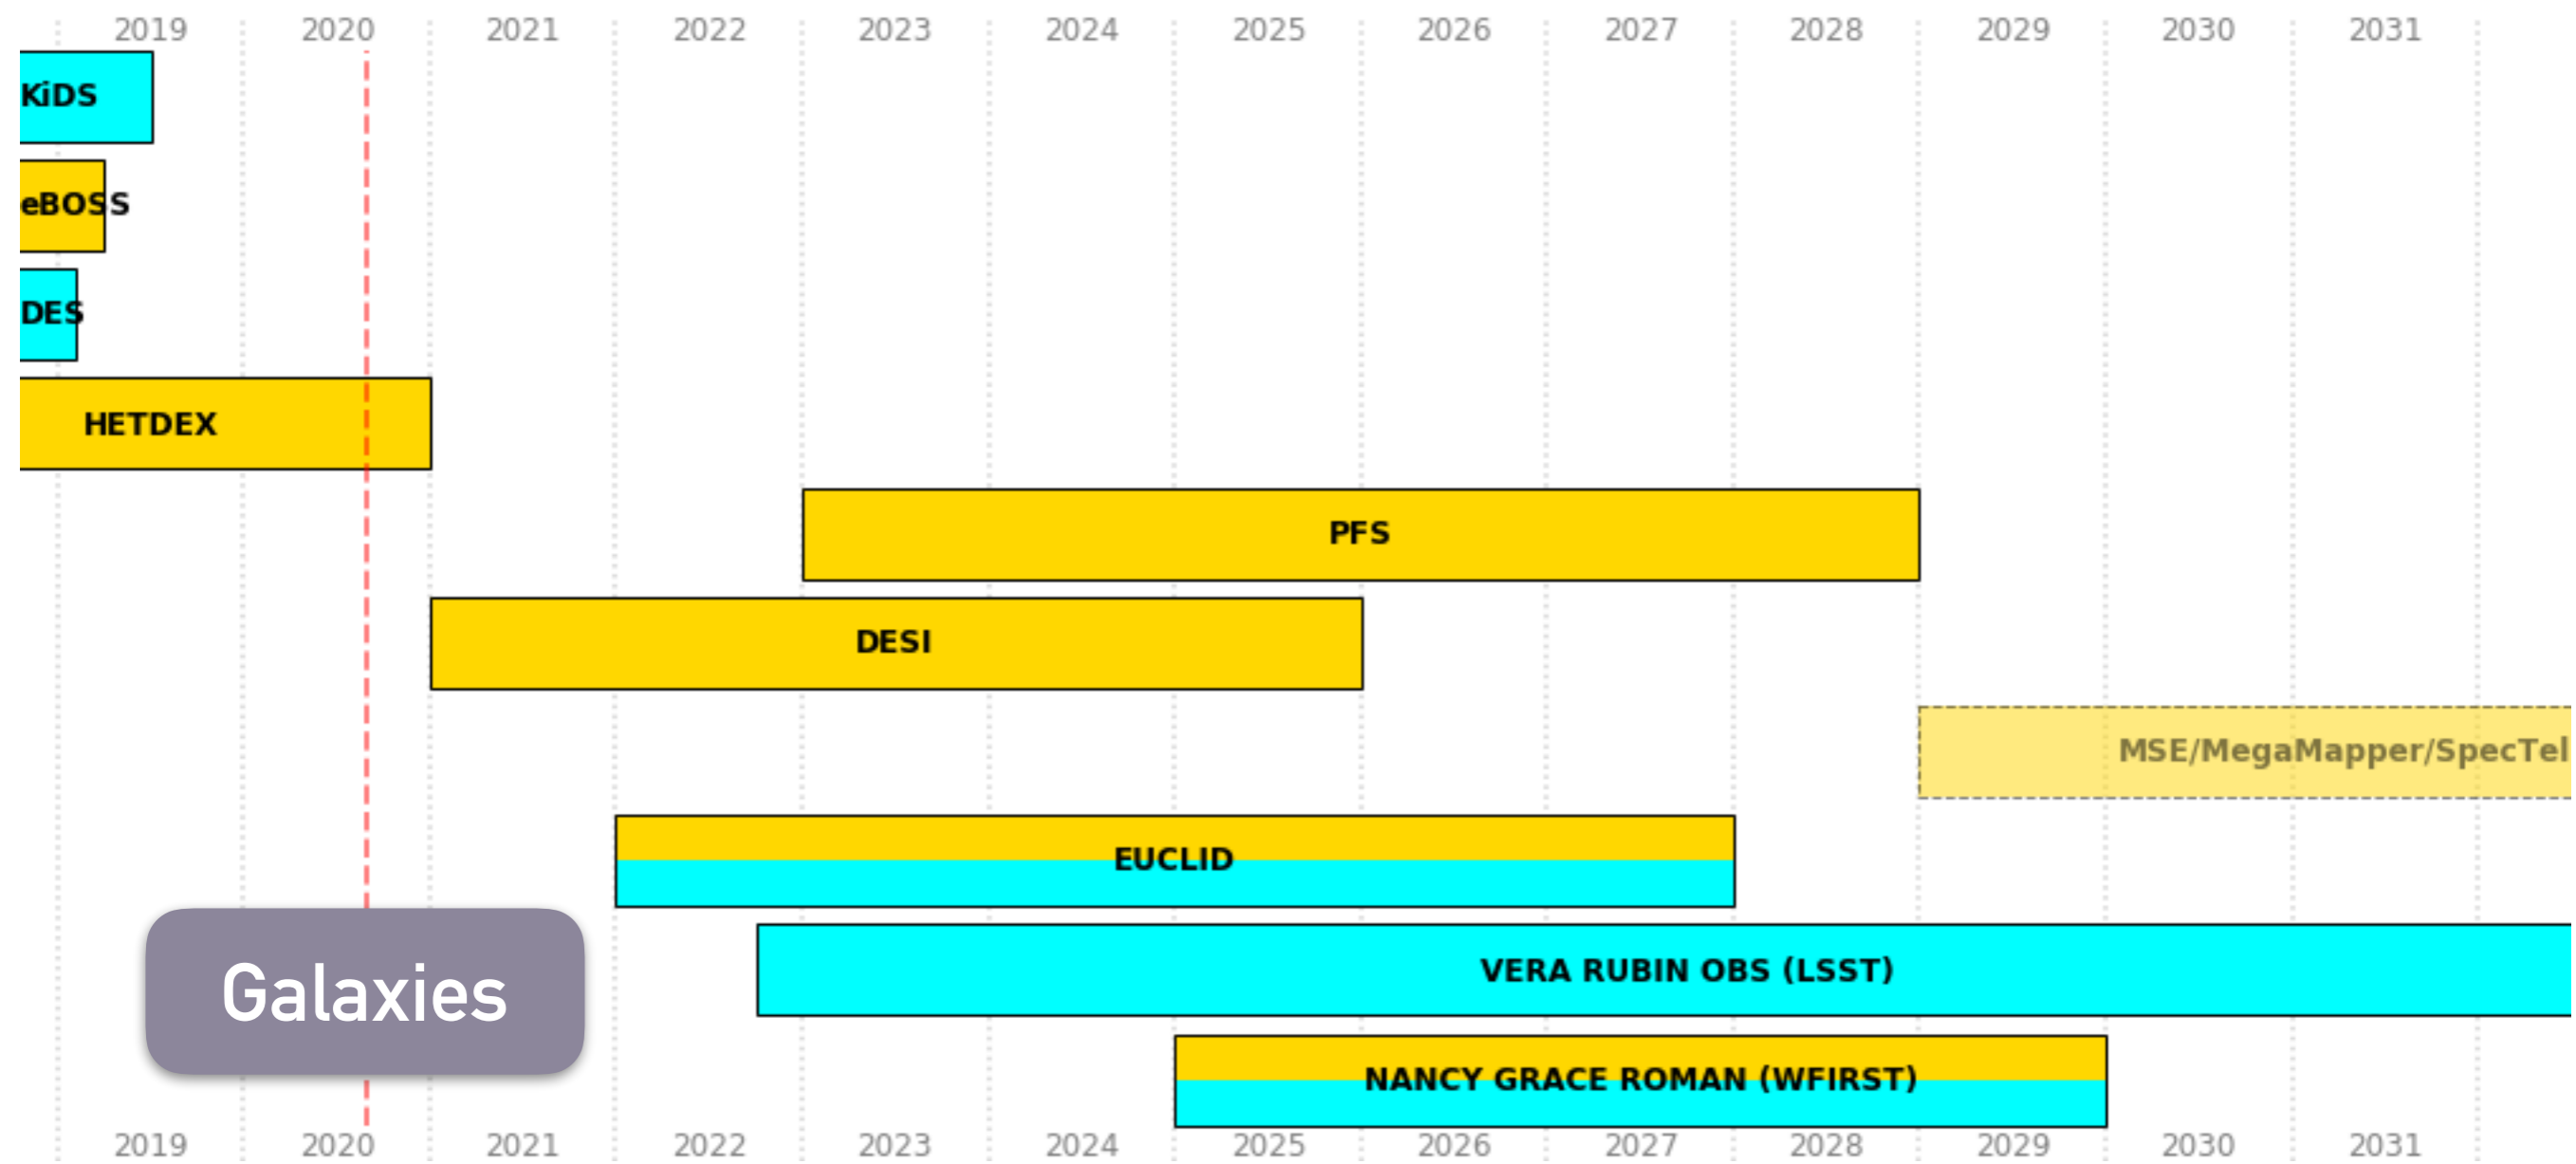 2019 2020 2021 2022 2023 2024 2025 2026 2027 2028 2029 2030 2031
KiDS
eBOSS
DES
HETDEX
PFS
DESI
MSE/MegaMapper/SpecTel
EUCLID
VERA RUBIN OBS (LSST)
Galaxies
NANCY GRACE ROMAN (WFIRST)
2019 2020 2021 2022 2023 2024 2025 2026 2027 2028 2029 2030 2031